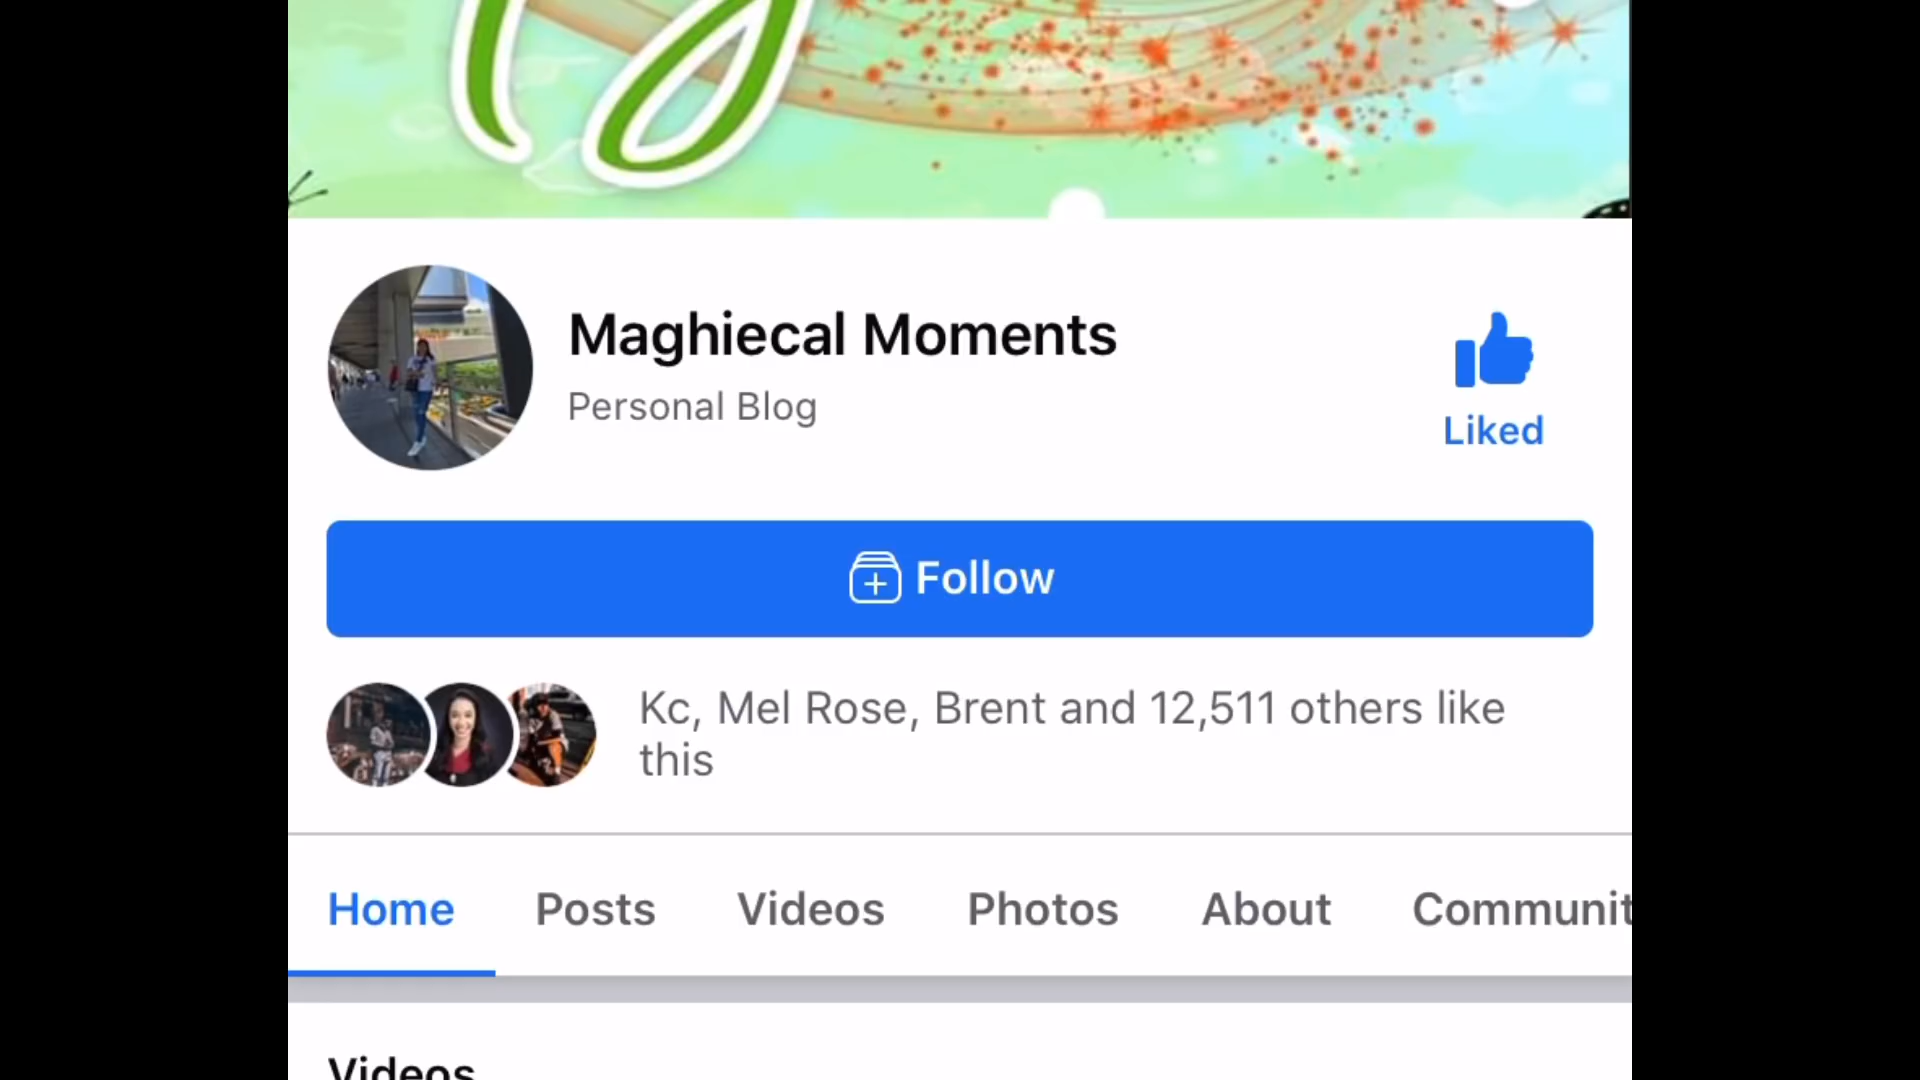 Maghiecal Moments
Personal Blog
Liked
Follow
Kc, Mel Rose, Brent and 12,511 others like
this
Home Posts Videos Photos About Communit
Videos